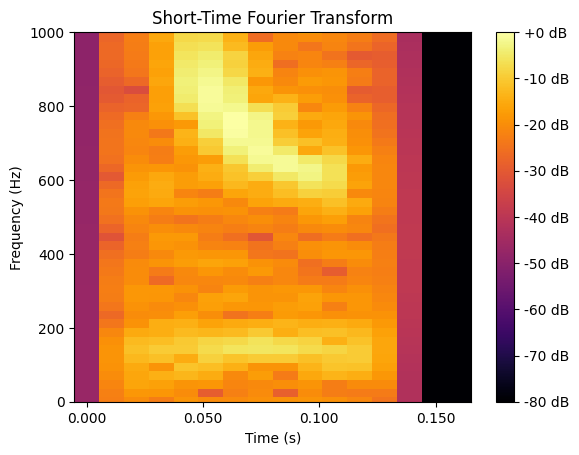 Short-Time Fourier Transform
Frequency (Hz)
1000
800
600
400
200
0
0.000
0.050
0.100
0.150
Time (s)
+0 dB
-10 dB
-20 dB
-30 dB
-40 dB
-50 dB
-60 dB
-70 dB
-80 dB